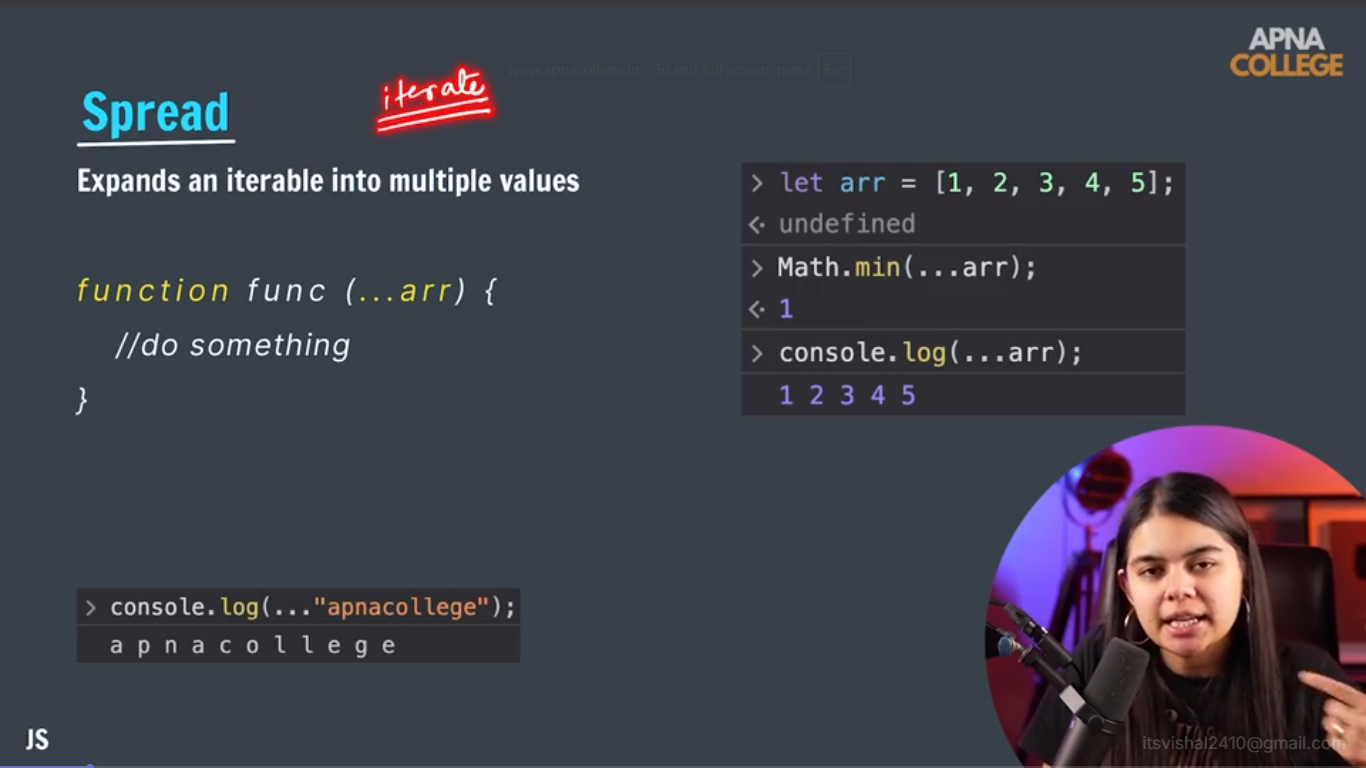 APNA
COLLEGE
www.apnacollege.in – To exit full screen, press Esc
iterate
Spread
Expands an iterable into multiple values
function func (...arr) {
//do something
}
> let arr = [1, 2, 3, 4, 5];
<· undefined
> Math.min(...arr);
<· 1
> console.log(...arr);
1 2 3 4 5
> console.log(..."apnacollege");
a p n a c o l l e g e
JS
itsvishal2410@gmail.com